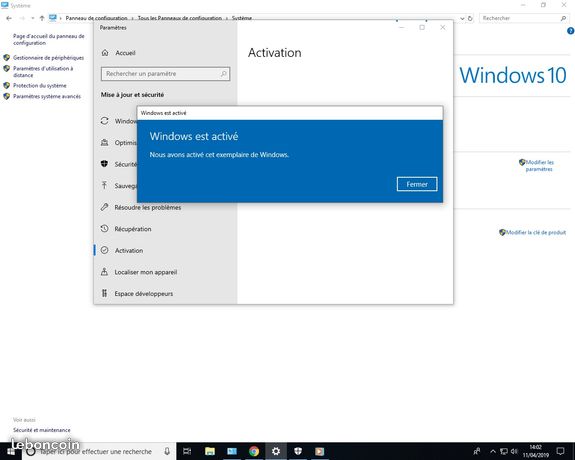 Système
Panneau de configuration > Tous les Panneaux de configuration > Système
Rechercher
Page d'accueil du panneau de
configuration
Gestionnaire de périphériques
Paramètres d'utilisation à
distance
Protection du système
Paramètres système avancés
Paramètres
Accueil
Rechercher un paramètre
Mise à jour et sécurité
Window
Optimis
Sécurité
Sauvega
Résoudre les problèmes
Récupération
Activation
Localiser mon appareil
Espace développeurs
Activation
Windows est activé
Windows est activé
Nous avons activé cet exemplaire de Windows.
Fermer
Windows 10
Modifier les
paramètres
Modifier la clé de produit
Voir aussi
Sécurité et maintenance
leboncoin
Taper ici pour effectuer une recherche
14:02
11/04/2019